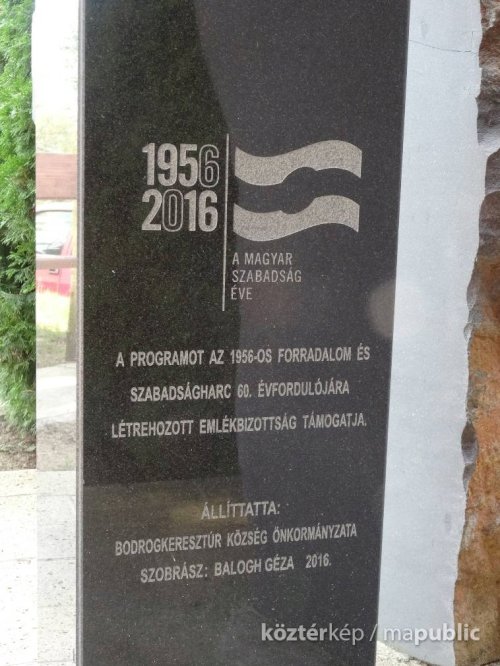 1956
2016
A MAGYAR
SZABADSÁG
ÉVE
A PROGRAMOT AZ 1956-OS FORRADALOM ÉS
SZABADSÁGHARC 60. ÉVFORDULÓJÁRA
LÉTREHOZOTT EMLÉKBIZOTTSÁG TÁMOGATJA.
ÁLLÍTTATTA:
BODROGKERESZTÚR KÖZSÉG ÖNKORMÁNYZATA
SZOBRÁSZ: BALOGH GÉZA 2016.
köztérkép / mapublic